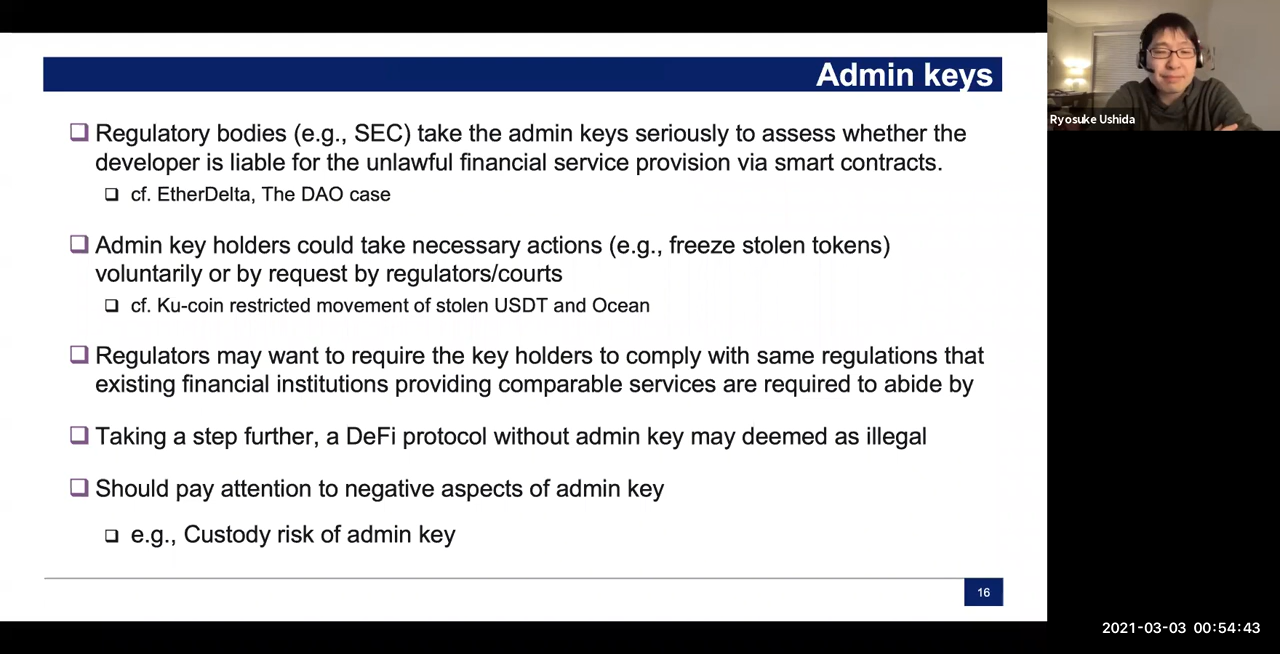 Admin keys
Ryosuke Ushida
Regulatory bodies (e.g., SEC) take the admin keys seriously to assess whether the
developer is liable for the unlawful financial service provision via smart contracts.
cf. EtherDelta, The DAO case
Admin key holders could take necessary actions (e.g., freeze stolen tokens)
voluntarily or by request by regulators/courts
cf. Ku-coin restricted movement of stolen USDT and Ocean
Regulators may want to require the key holders to comply with same regulations that
existing financial institutions providing comparable services are required to abide by
Taking a step further, a DeFi protocol without admin key may deemed as illegal
Should pay attention to negative aspects of admin key
e.g., Custody risk of admin key
16
2021-03-03 00:54:43